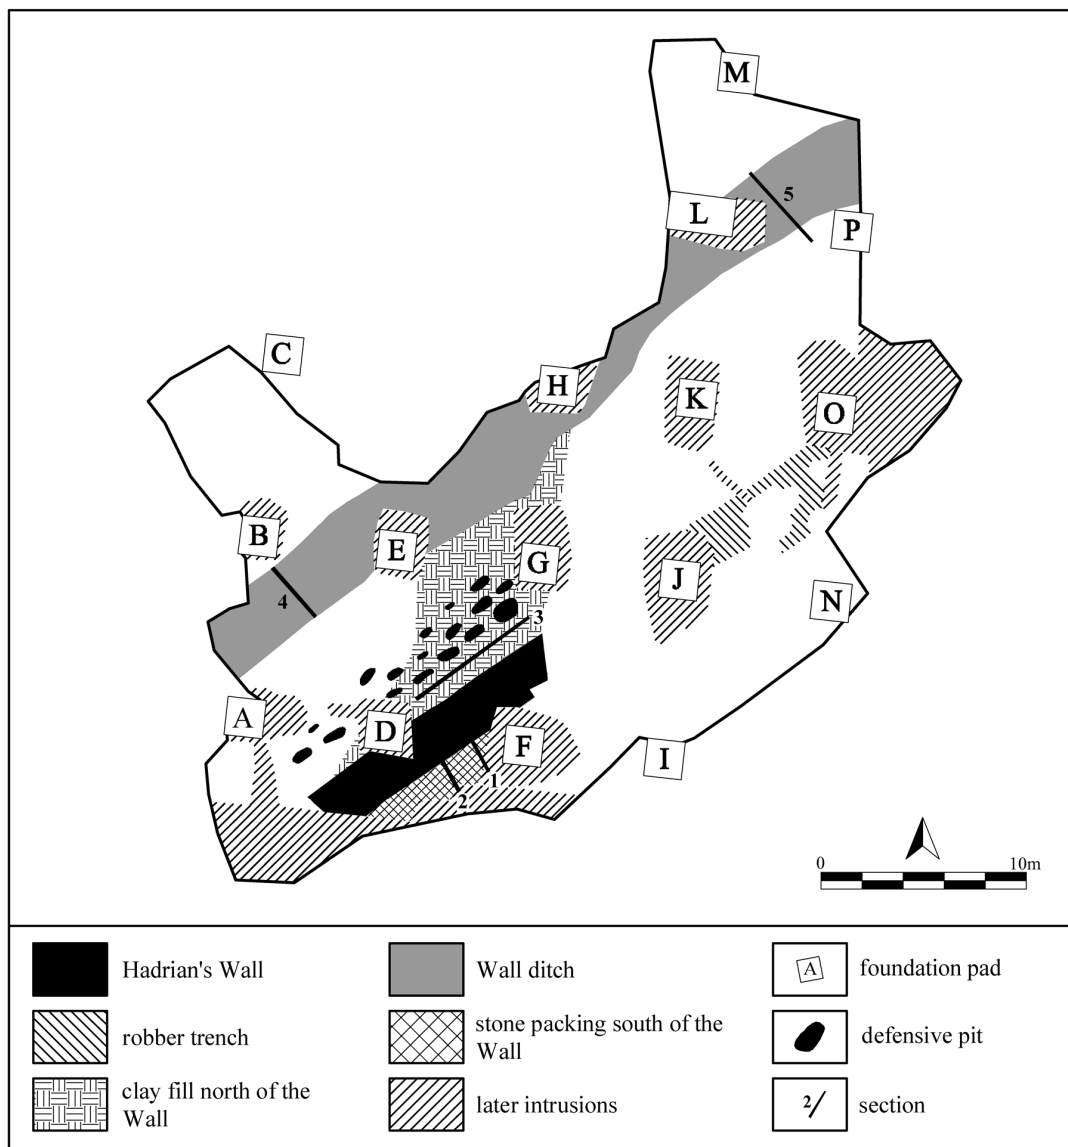 M
5
L
P
C
H
K
O
B
E
G
J
4
N
3
A
D
F
I
1
2
0 10m
Hadrian's Wall
Wall ditch
A
foundation pad
robber trench
stone packing south of the
Wall
defensive pit
clay fill north of the
Wall
later intrusions
2
section